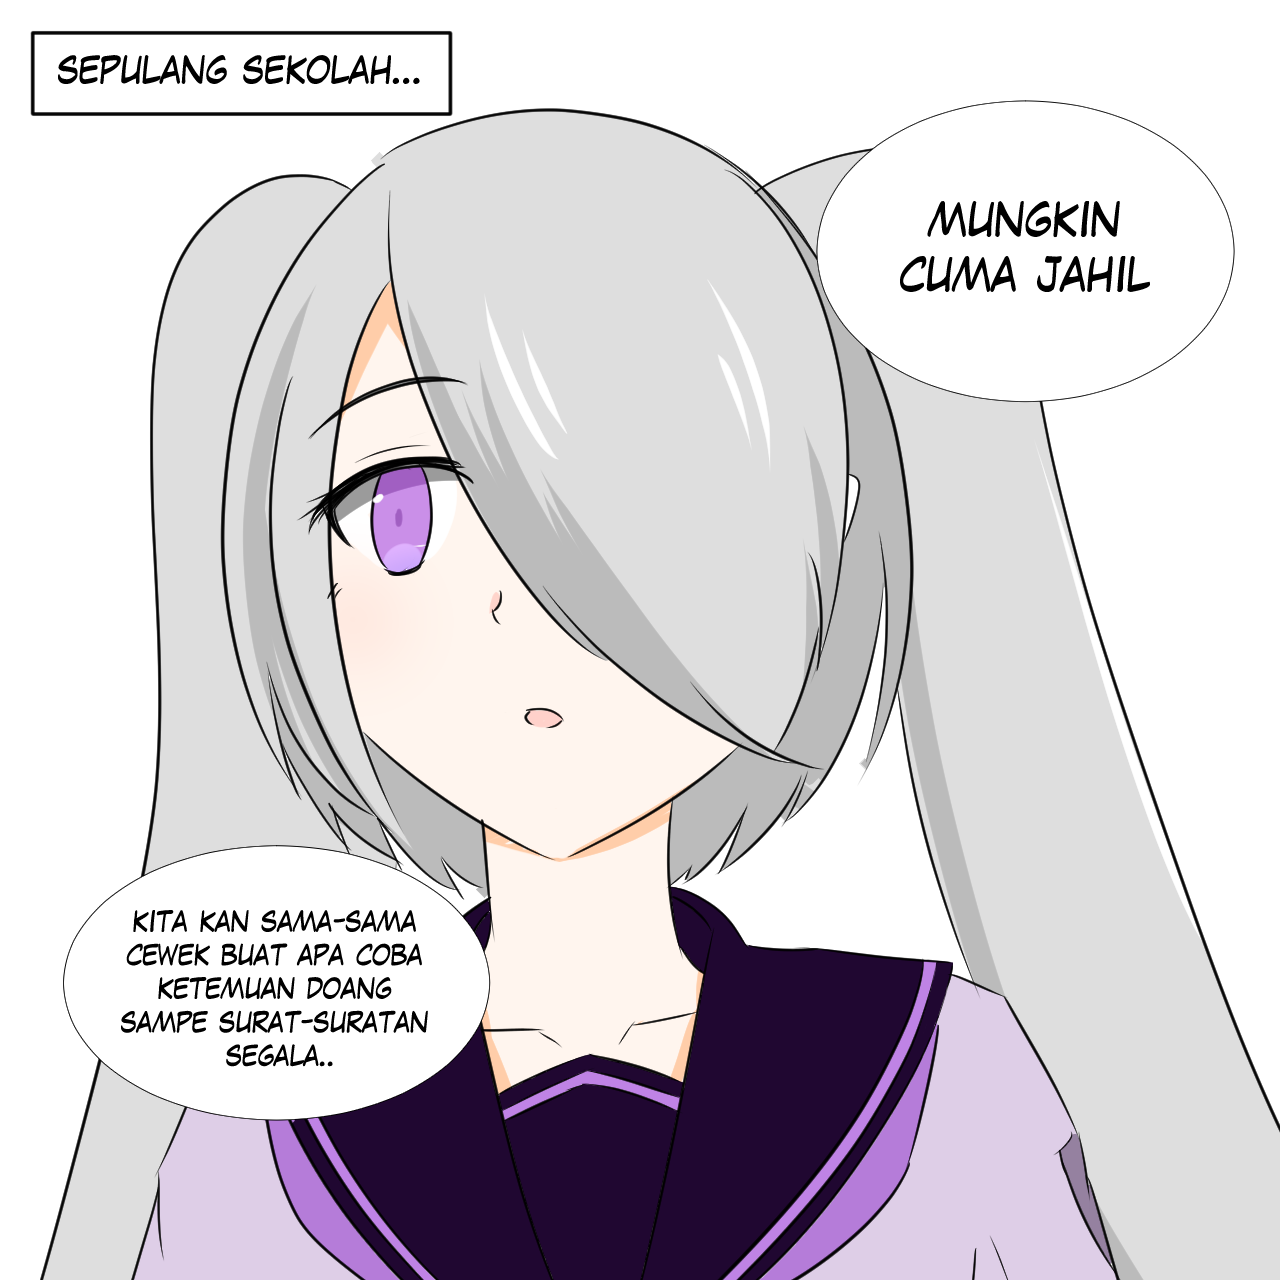 SEPULANG SEKOLAH...
MUNGKIN
CUMA JAHIL
KITA KAN SAMA-SAMA
CEWEK BUAT APA COBA
KETEMUAN DOANG
SAMPE SURAT-SURATAN
SEGALA..